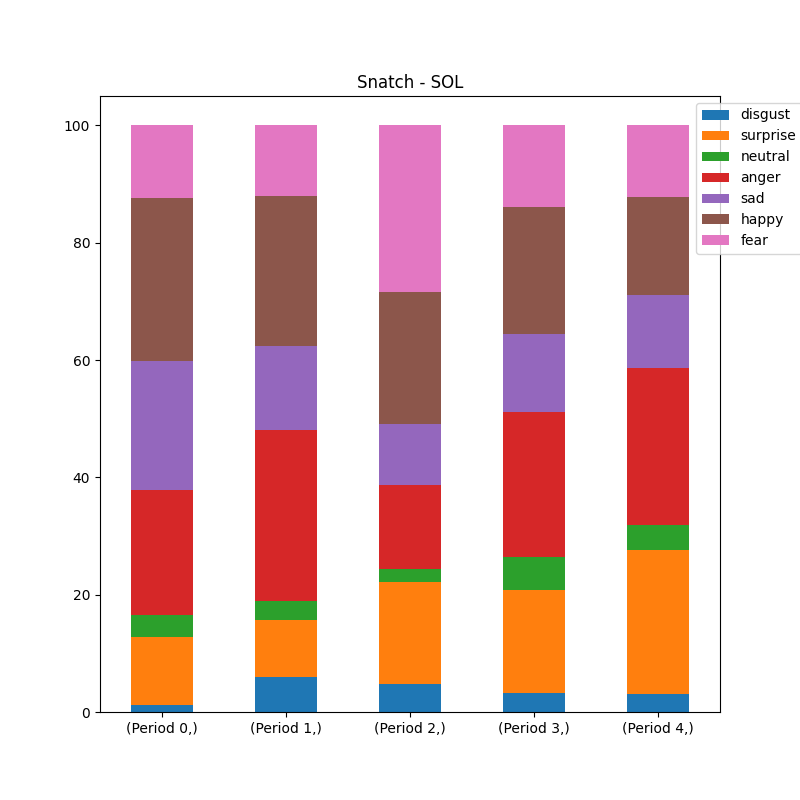 Snatch - SOL
100
80
60
40
20
0
(Period 0,)
(Period 1,)
(Period 2,)
(Period 3,)
(Period 4,)
disgust
surprise
neutral
anger
sad
happy
fear